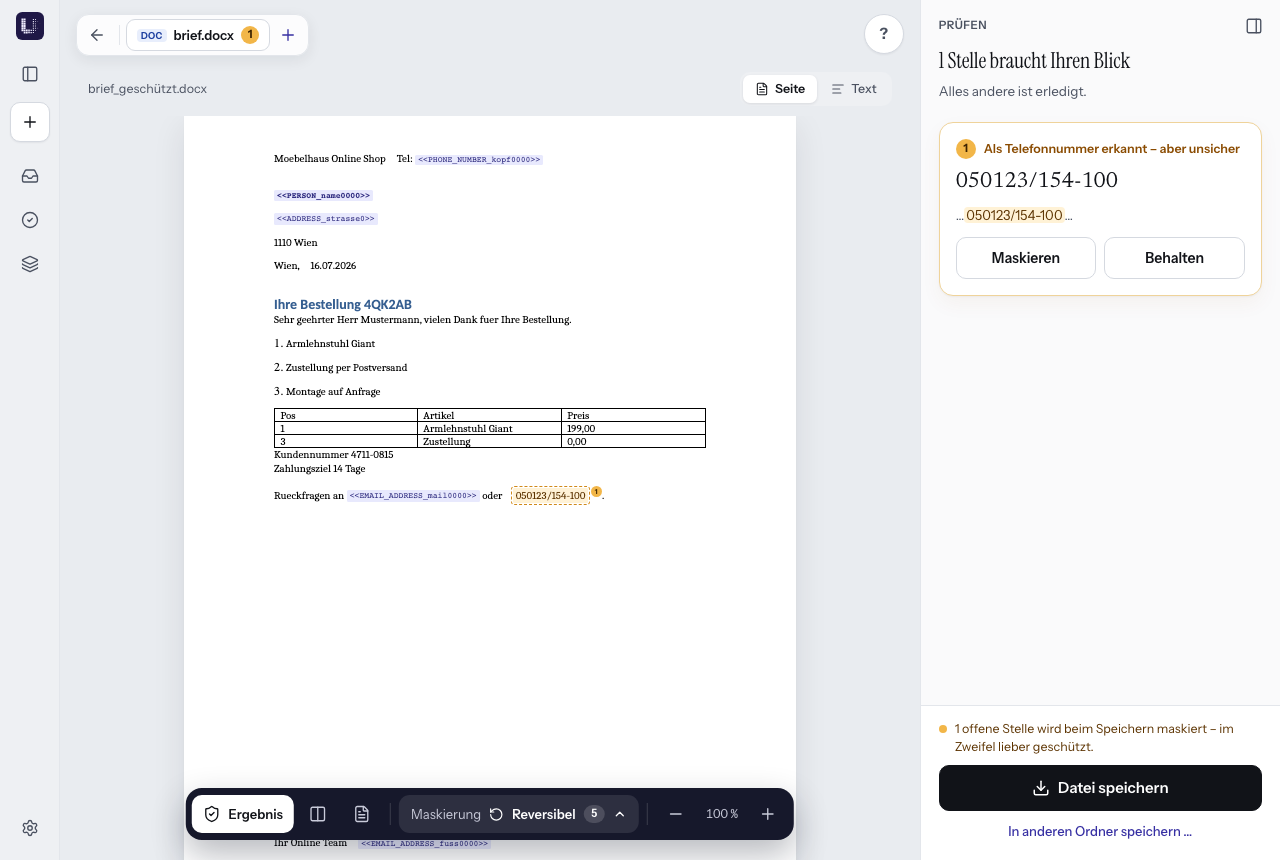 DOC brief.docx 1
?
brief_geschützt.docx
Seite
Text
Moebelhaus Online Shop Tel: <<PHONE_NUMBER_kopf0000>>
<<PERSON_name0000>>
<<ADDRESS_strasse0>>
1110 Wien
Wien, 16.07.2026
Ihre Bestellung 4QK2AB
Sehr geehrter Herr Mustermann, vielen Dank fuer Ihre Bestellung.
1. Armlehnstuhl Giant
2. Zustellung per Postversand
3. Montage auf Anfrage
Pos Artikel Preis
1 Armlehnstuhl Giant 199,00
3 Zustellung 0,00
Kundennummer 4711-0815
Zahlungsziel 14 Tage
Rueckfragen an <<EMAIL_ADDRESS_mail0000>> oder 050123/154-100 1.
Ergebnis
Maskierung Reversibel 5
100 %
Ihr Online Team <<EMAIL_ADDRESS_fuss0000>>
PRÜFEN
1 Stelle braucht Ihren Blick
Alles andere ist erledigt.
1 Als Telefonnummer erkannt – aber unsicher
050123/154-100
... 050123/154-100 ...
Maskieren
Behalten
1 offene Stelle wird beim Speichern maskiert – im
Zweifel lieber geschützt.
Datei speichern
In anderen Ordner speichern ...